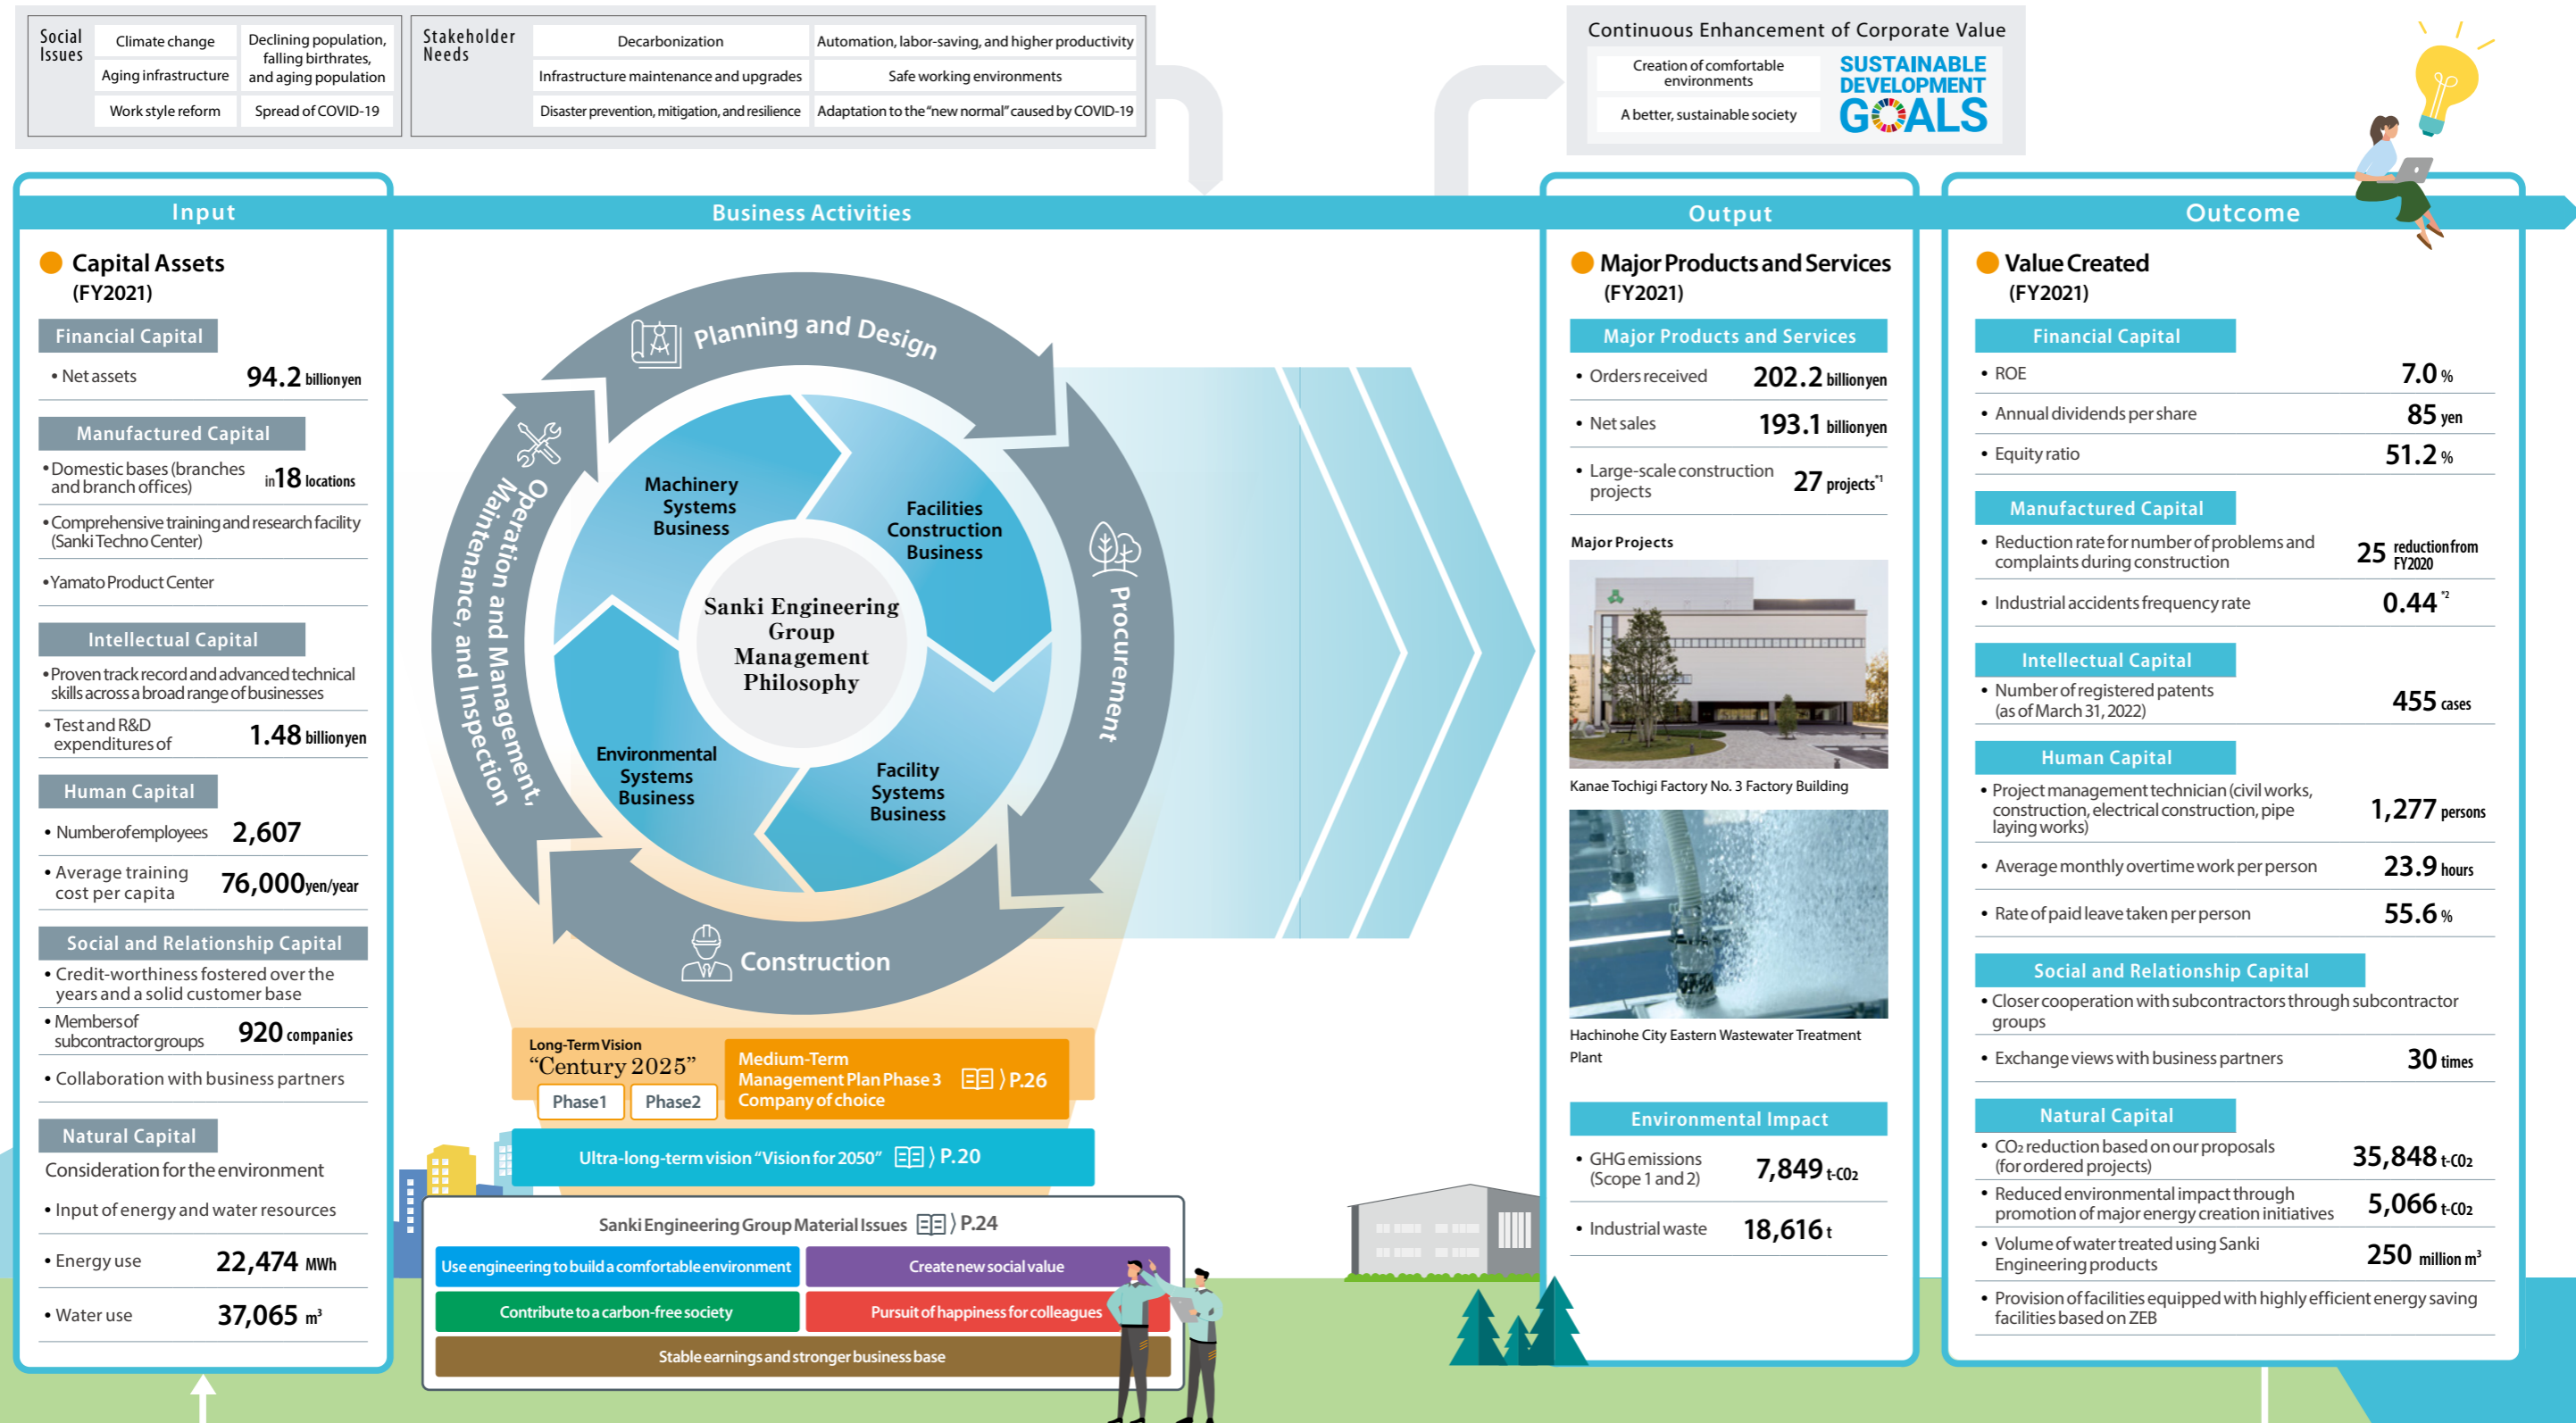 Social
Issues
Climate change
Aging infrastructure
Work style reform
Declining population,
falling birthrates,
and aging population
Spread of COVID-19
Stakeholder
Needs
Decarbonization
Infrastructure maintenance and upgrades
Disaster prevention, mitigation, and resilience
Automation, labor-saving, and higher productivity
Safe working environments
Adaptation to the "new normal" caused by COVID-19
Continuous Enhancement of Corporate Value
Creation of comfortable
environments
A better, sustainable society
SUSTAINABLE
DEVELOPMENT
GOALS
Input
Business Activities
Output
Outcome
Capital Assets
(FY2021)
Financial Capital
• Net assets 94.2 billion yen
Manufactured Capital
• Domestic bases (branches
and branch offices) in 18 locations
• Comprehensive training and research facility
(Sanki Techno Center)
• Yamato Product Center
Intellectual Capital
• Proven track record and advanced technical
skills across a broad range of businesses
• Test and R&D
expenditures of 1.48 billion yen
Human Capital
• Number of employees 2,607
• Average training
cost per capita 76,000 yen/year
Social and Relationship Capital
• Credit-worthiness fostered over the
years and a solid customer base
• Members of
subcontractor groups 920 companies
• Collaboration with business partners
Natural Capital
Consideration for the environment
• Input of energy and water resources
• Energy use 22,474 MWh
• Water use 37,065 m³
Planning and Design
Procurement
Construction
Operation and Management,
Maintenance, and Inspection
Machinery
Systems
Business
Facilities
Construction
Business
Environmental
Systems
Business
Facility
Systems
Business
Sanki Engineering
Group
Management
Philosophy
Long-Term Vision
"Century 2025"
Phase1
Phase2
Medium-Term
Management Plan Phase 3
Company of choice
P.26
Ultra-long-term vision "Vision for 2050" P.20
Sanki Engineering Group Material Issues P.24
Use engineering to build a comfortable environment
Create new social value
Contribute to a carbon-free society
Pursuit of happiness for colleagues
Stable earnings and stronger business base
Major Products and Services
(FY2021)
Major Products and Services
• Orders received 202.2 billion yen
• Net sales 193.1 billion yen
• Large-scale construction
projects 27 projects*1
Major Projects
Kanae Tochigi Factory No. 3 Factory Building
Hachinohe City Eastern Wastewater Treatment
Plant
Environmental Impact
• GHG emissions
(Scope 1 and 2) 7,849 t-CO₂
• Industrial waste 18,616 t
Value Created
(FY2021)
Financial Capital
• ROE 7.0 %
• Annual dividends per share 85 yen
• Equity ratio 51.2 %
Manufactured Capital
• Reduction rate for number of problems and
complaints during construction 25 reduction from
FY2020
• Industrial accidents frequency rate 0.44 *2
Intellectual Capital
• Number of registered patents
(as of March 31, 2022) 455 cases
Human Capital
• Project management technician (civil works,
construction, electrical construction, pipe
laying works) 1,277 persons
• Average monthly overtime work per person 23.9 hours
• Rate of paid leave taken per person 55.6 %
Social and Relationship Capital
• Closer cooperation with subcontractors through subcontractor
groups
• Exchange views with business partners 30 times
Natural Capital
• CO₂ reduction based on our proposals
(for ordered projects) 35,848 t-CO₂
• Reduced environmental impact through
promotion of major energy creation initiatives 5,066 t-CO₂
• Volume of water treated using Sanki
Engineering products 250 million m³
• Provision of facilities equipped with highly efficient energy saving
facilities based on ZEB